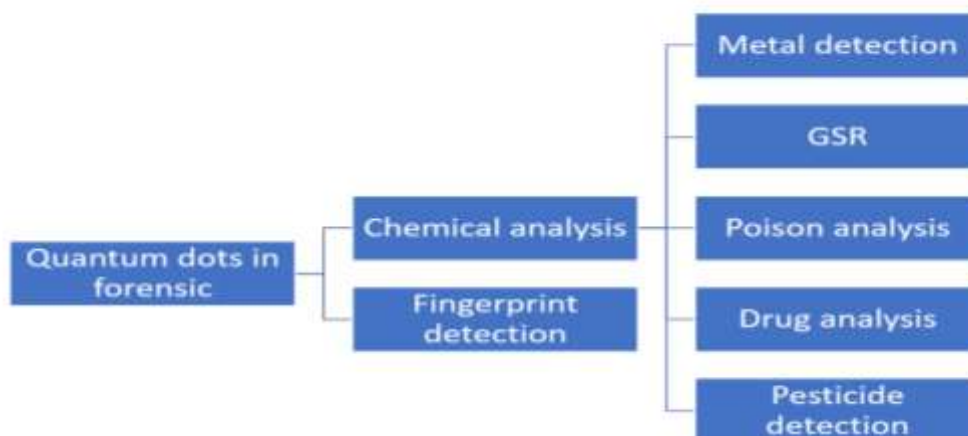 Quantum dots in
forensic
Chemical analysis
Fingerprint
detection
Metal detection
GSR
Poison analysis
Drug analysis
Pesticide
detection